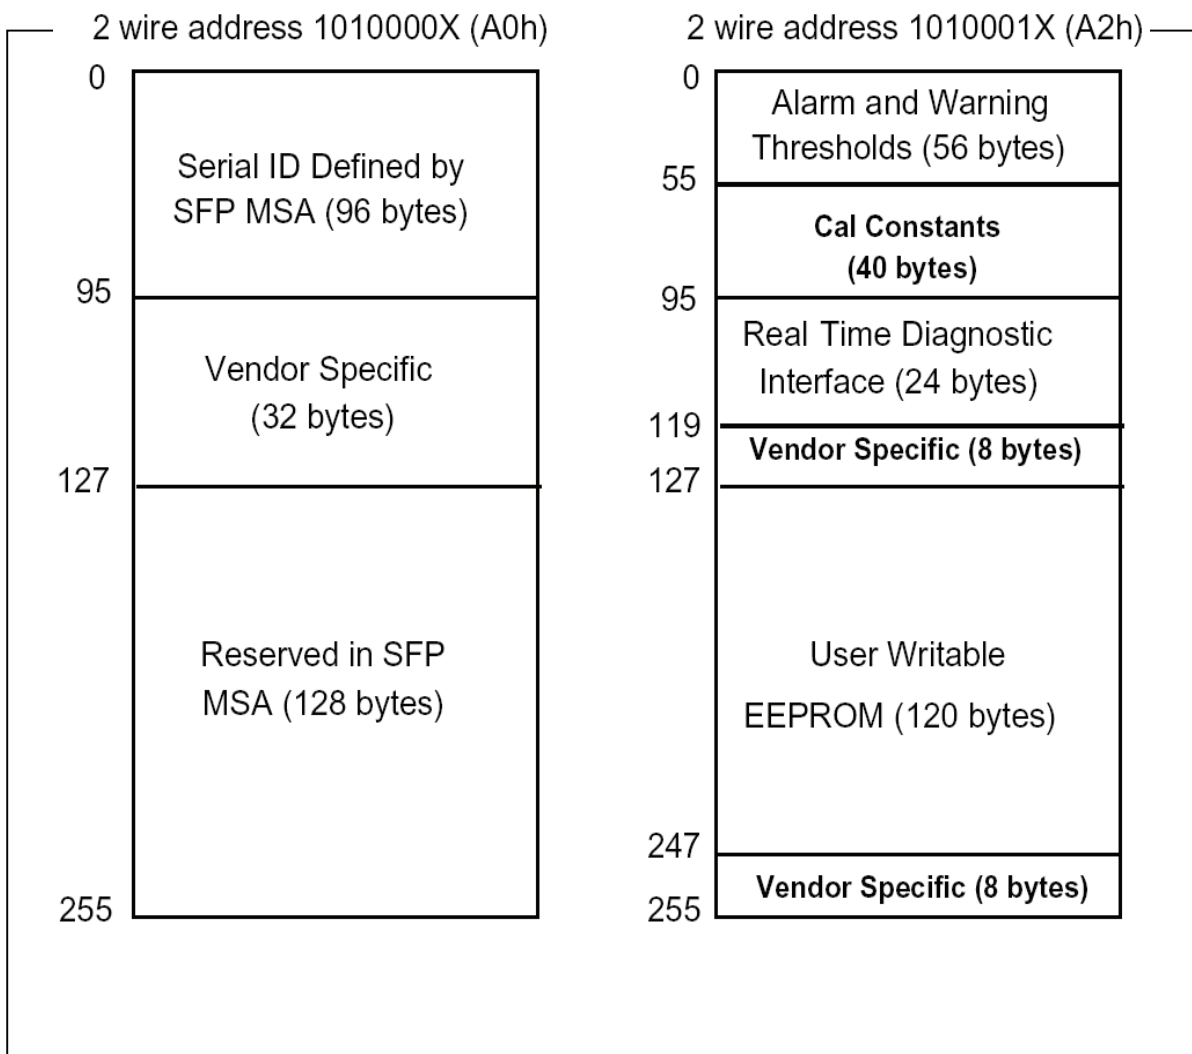 2 wire address 1010000X (A0h)
0
Serial ID Defined by
SFP MSA (96 bytes)
95
Vendor Specific
(32 bytes)
127
Reserved in SFP
MSA (128 bytes)
255
2 wire address 1010001X (A2h)
0
Alarm and Warning
Thresholds (56 bytes)
55
Cal Constants
(40 bytes)
95
Real Time Diagnostic
Interface (24 bytes)
119
Vendor Specific (8 bytes)
127
User Writable
EEPROM (120 bytes)
247
Vendor Specific (8 bytes)
255